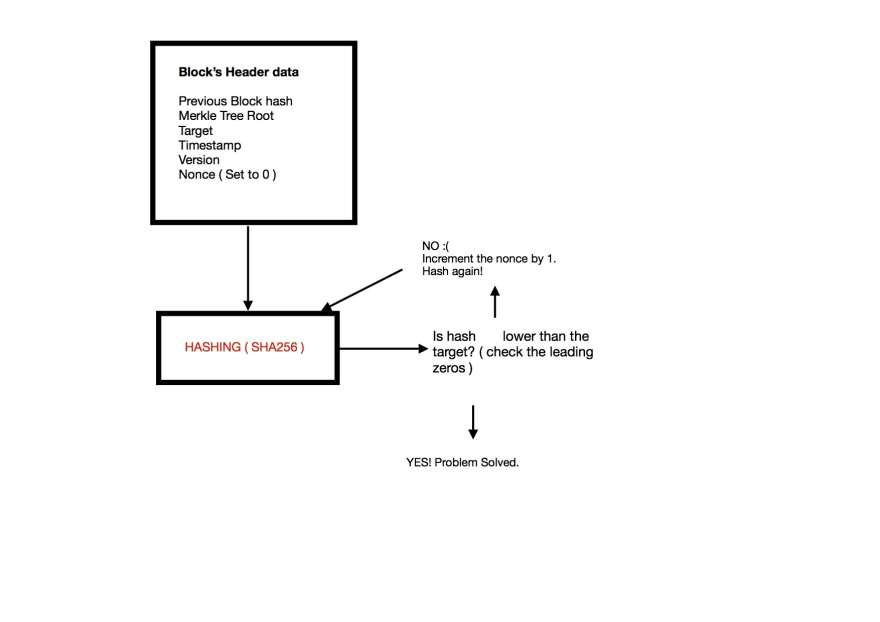 Block’s Header data
Previous Block hash
Merkle Tree Root
Target
Timestamp
Version
Nonce ( Set to 0 )
NO :(
Increment the nonce by 1.
Hash again!
HASHING ( SHA256 )
Is hash lower than the
target? ( check the leading
zeros )
YES! Problem Solved.